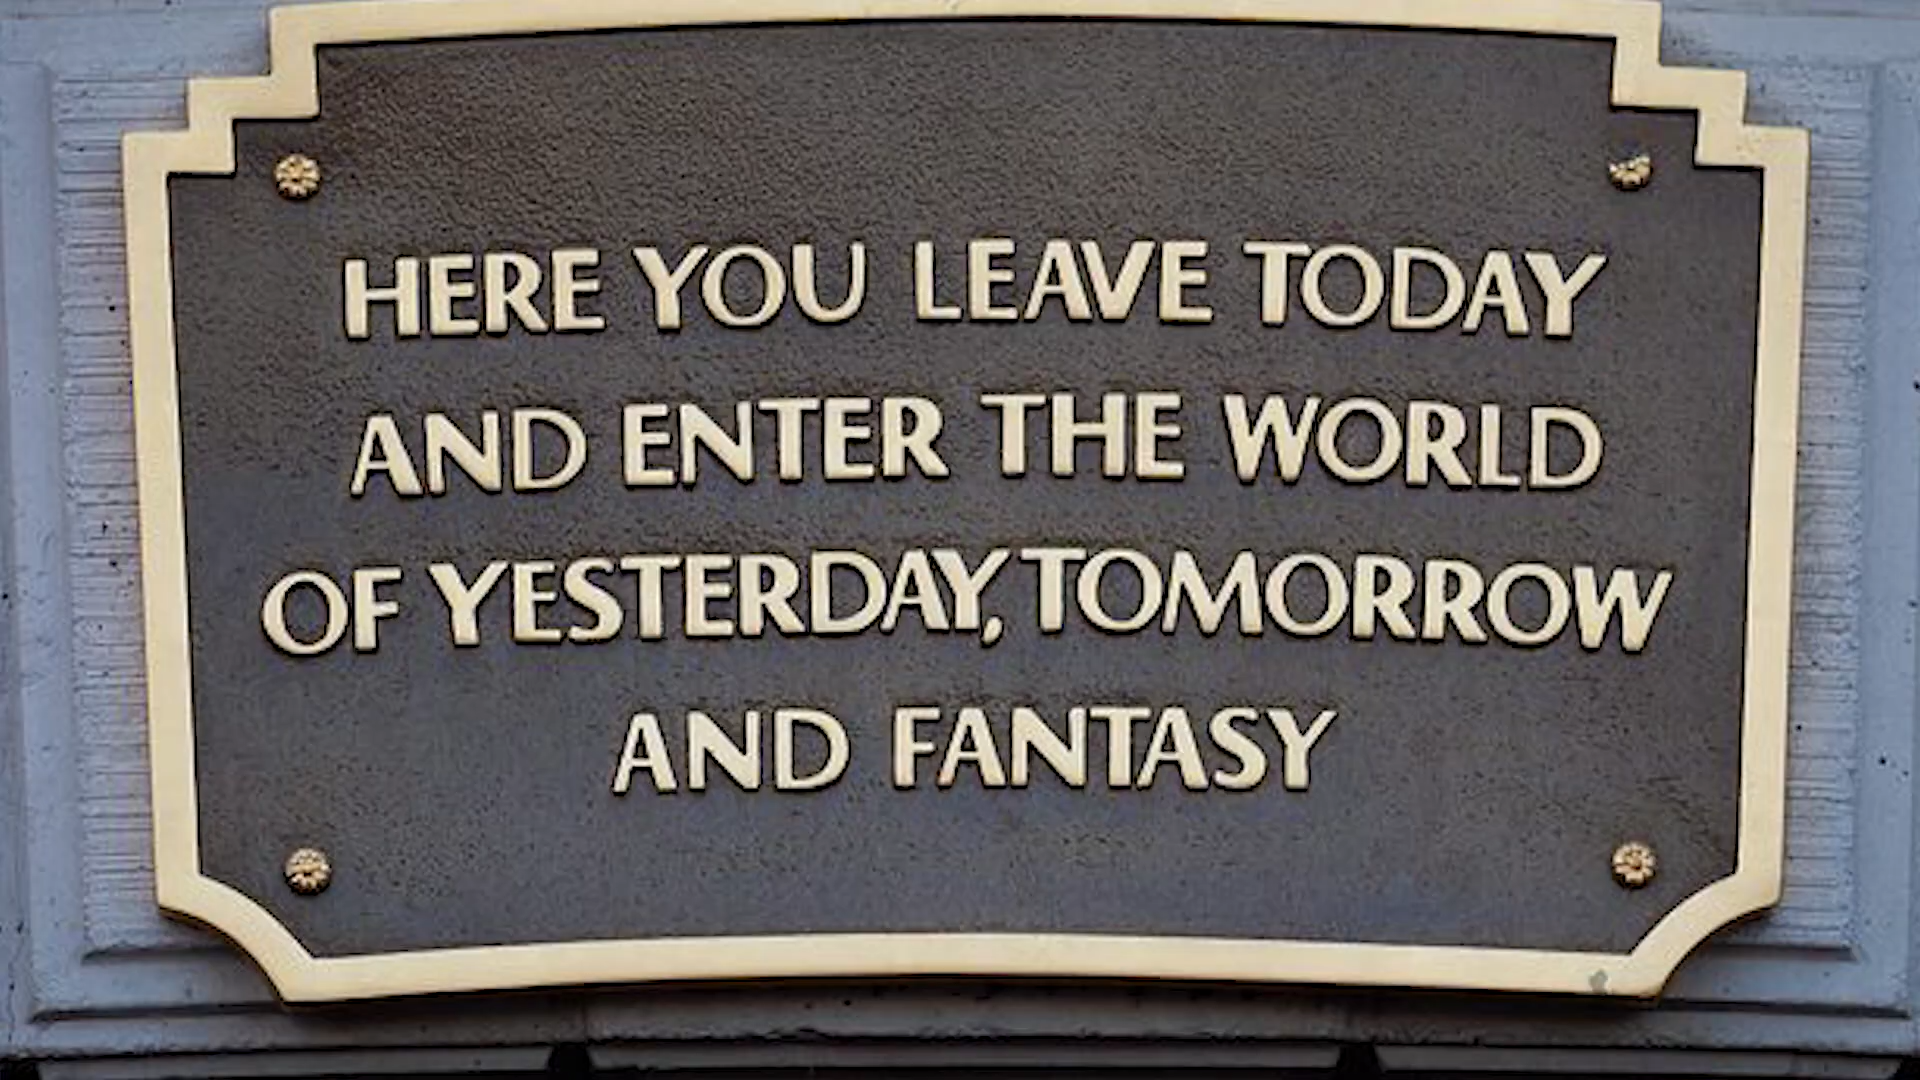 HERE YOU LEAVE TODAY
AND ENTER THE WORLD
OF YESTERDAY, TOMORROW
AND FANTASY